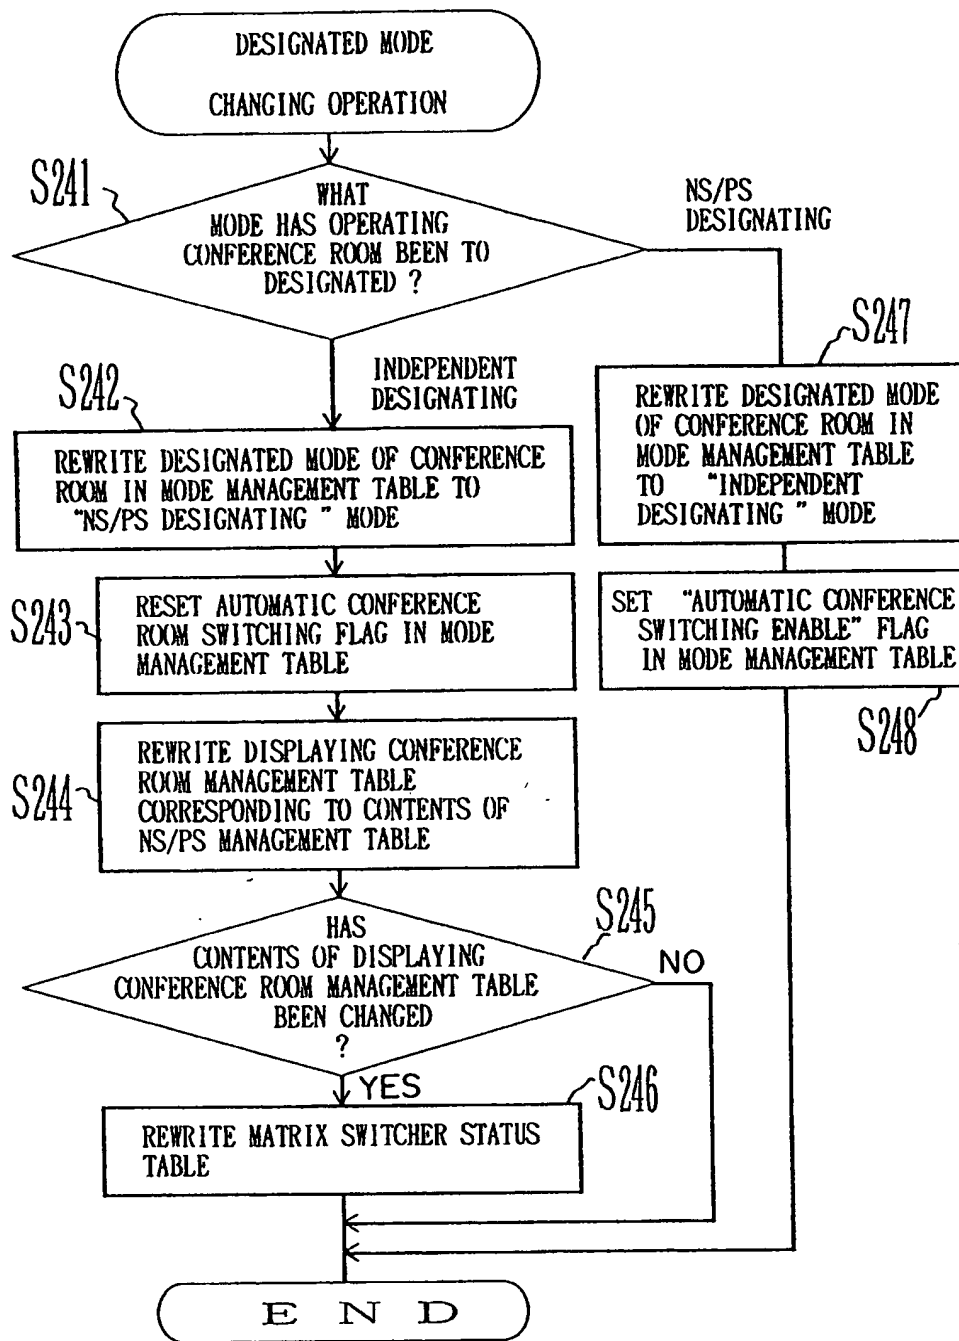 DESIGNATED MODE
CHANGING OPERATION
S241
WHAT
MODE HAS OPERATING
CONFERENCE ROOM BEEN TO
DESIGNATED ?
NS/PS
DESIGNATING
INDEPENDENT
DESIGNATING
S242
REWRITE DESIGNATED MODE OF CONFERENCE
ROOM IN MODE MANAGEMENT TABLE TO
"NS/PS DESIGNATING " MODE
S247
REWRITE DESIGNATED MODE
OF CONFERENCE ROOM IN
MODE MANAGEMENT TABLE
TO "INDEPENDENT
DESIGNATING " MODE
S243
RESET AUTOMATIC CONFERENCE
ROOM SWITCHING FLAG IN MODE
MANAGEMENT TABLE
SET "AUTOMATIC CONFERENCE
SWITCHING ENABLE" FLAG
IN MODE MANAGEMENT TABLE
S248
S244
REWRITE DISPLAYING CONFERENCE
ROOM MANAGEMENT TABLE
CORRESPONDING TO CONTENTS OF
NS/PS MANAGEMENT TABLE
S245
HAS
CONTENTS OF DISPLAYING
CONFERENCE ROOM MANAGEMENT TABLE
BEEN CHANGED
?
NO
YES
S246
REWRITE MATRIX SWITCHER STATUS
TABLE
E N D